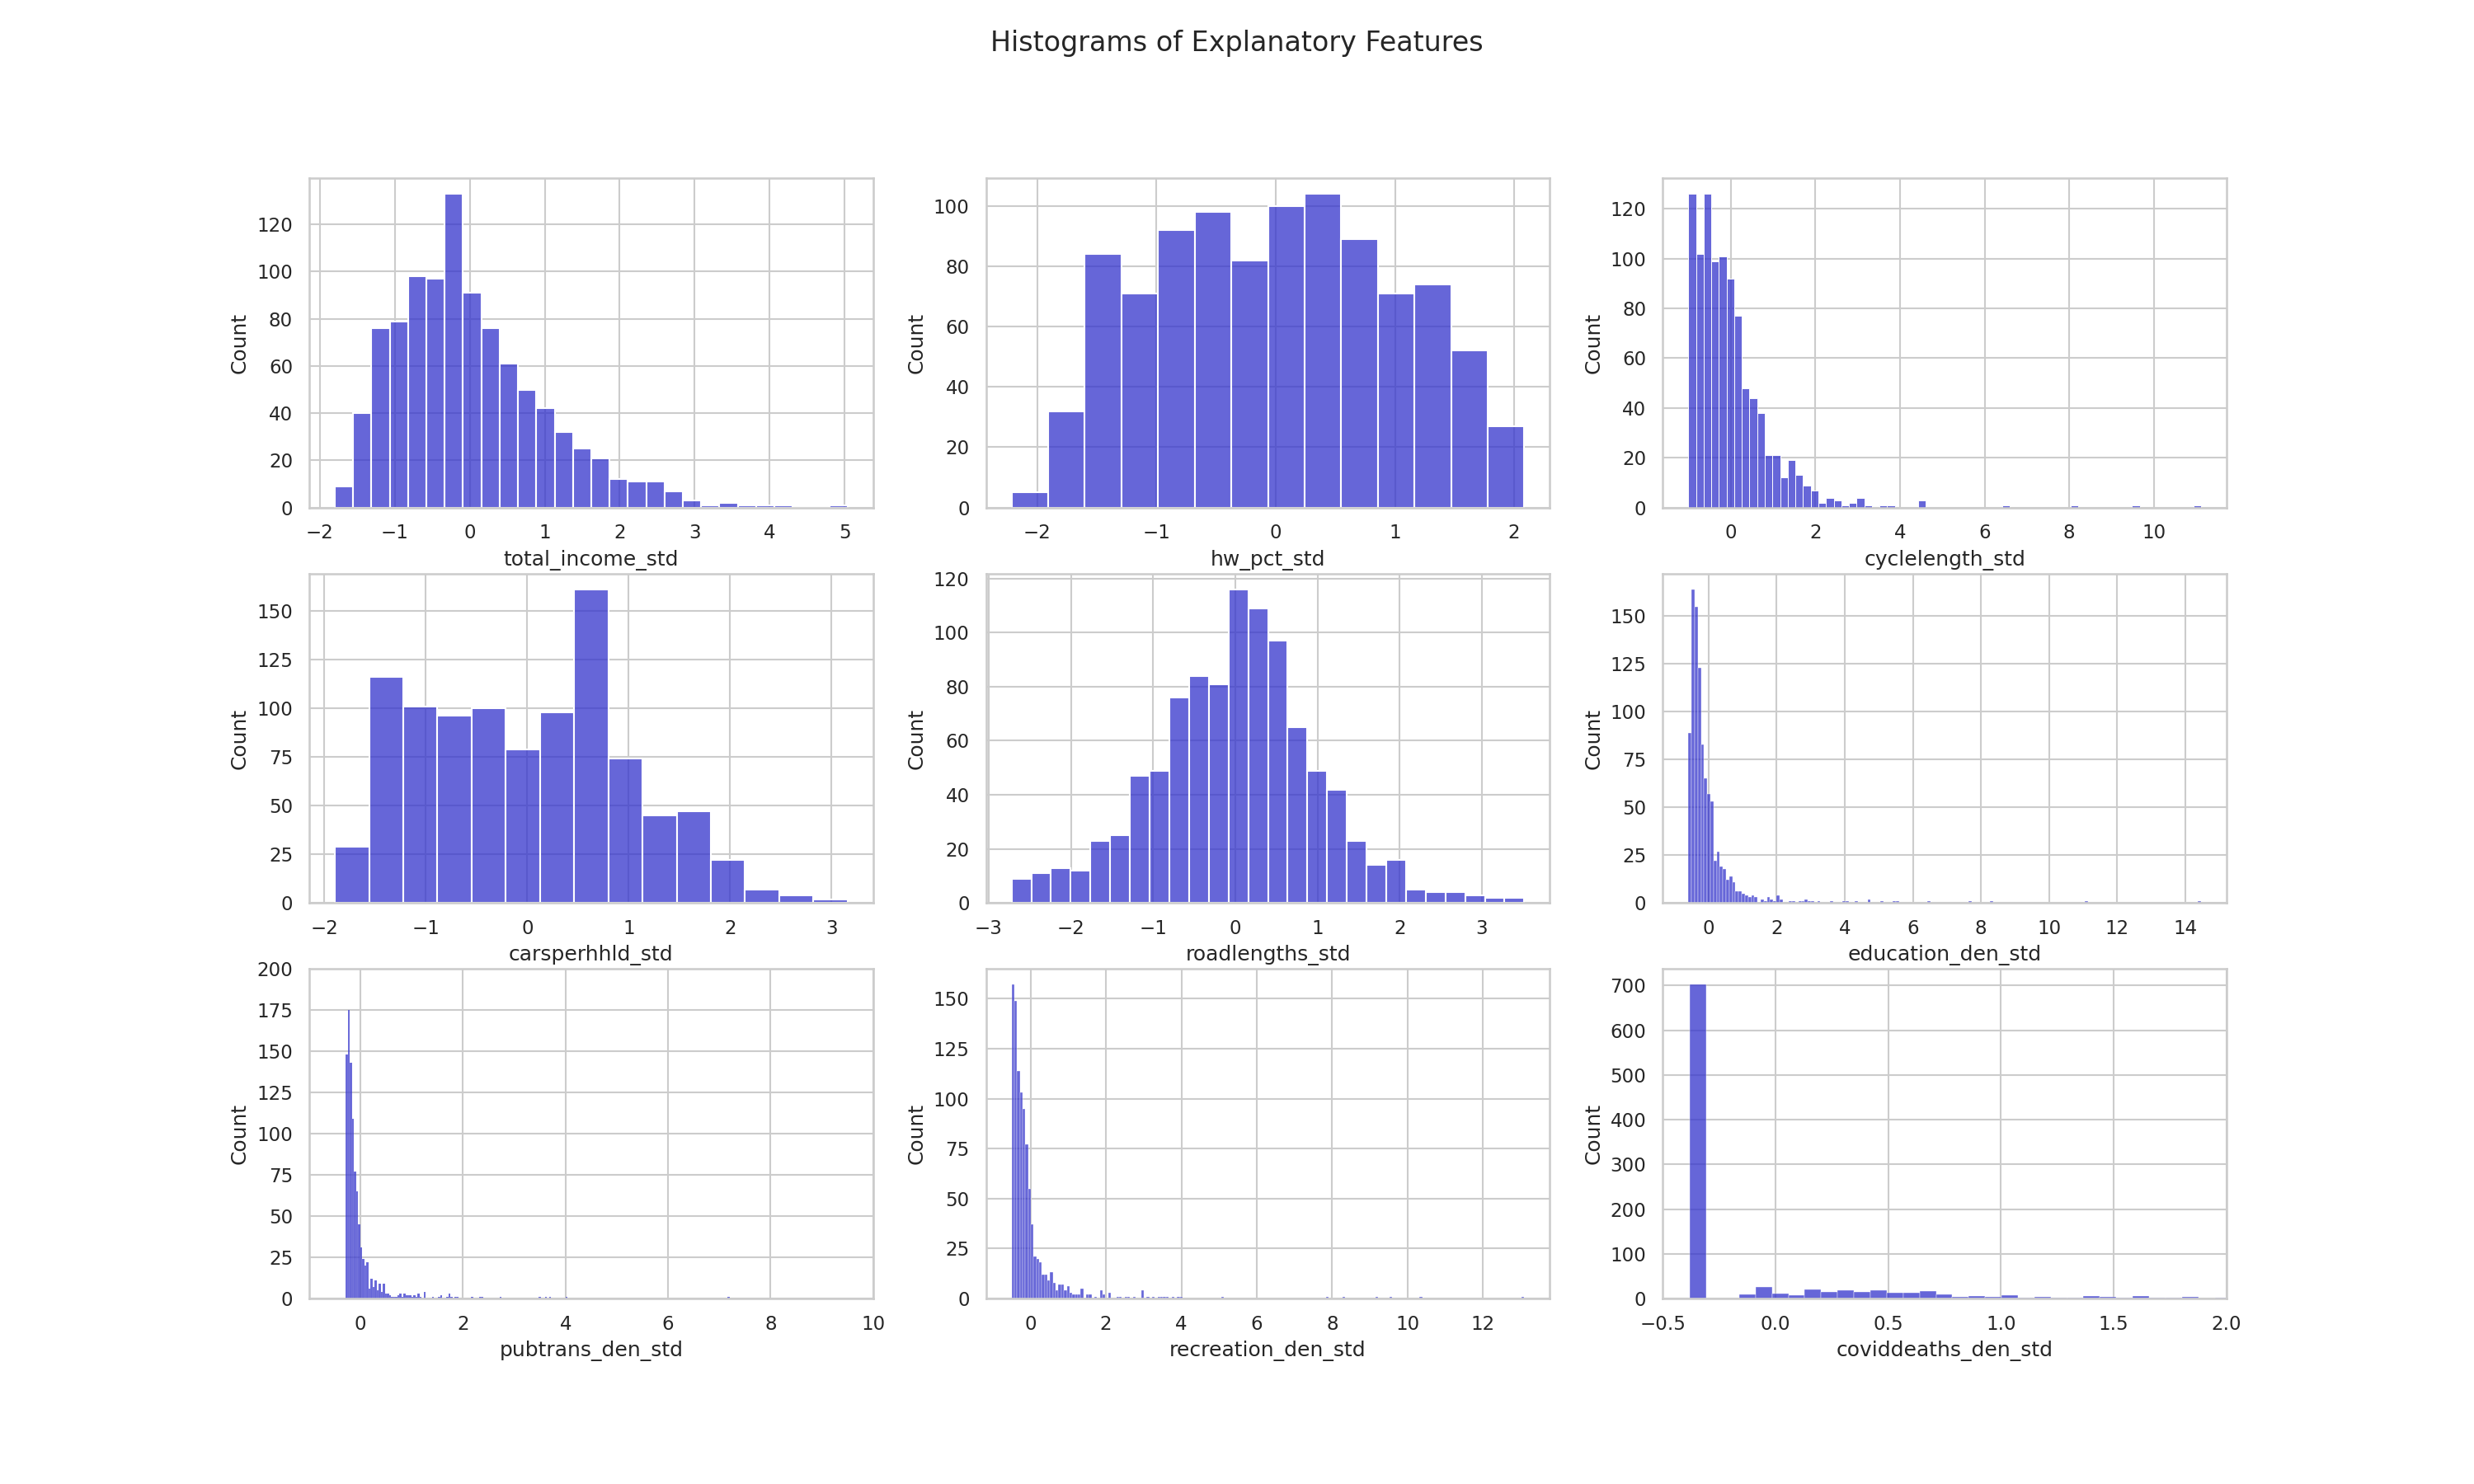 Histograms of Explanatory Features
Count
120
100
80
60
40
20
0
−2 −1 0 1 2 3 4 5
total_income_std
Count
100
80
60
40
20
0
−2 −1 0 1 2
hw_pct_std
Count
120
100
80
60
40
20
0
0 2 4 6 8 10
cyclelength_std
Count
150
125
100
75
50
25
0
−2 −1 0 1 2 3
carsperhhld_std
Count
120
100
80
60
40
20
0
−3 −2 −1 0 1 2 3
roadlengths_std
Count
150
125
100
75
50
25
0
0 2 4 6 8 10 12 14
education_den_std
Count
200
175
150
125
100
75
50
25
0
0 2 4 6 8 10
pubtrans_den_std
Count
150
125
100
75
50
25
0
0 2 4 6 8 10 12
recreation_den_std
Count
700
600
500
400
300
200
100
0
−0.5 0.0 0.5 1.0 1.5 2.0
coviddeaths_den_std